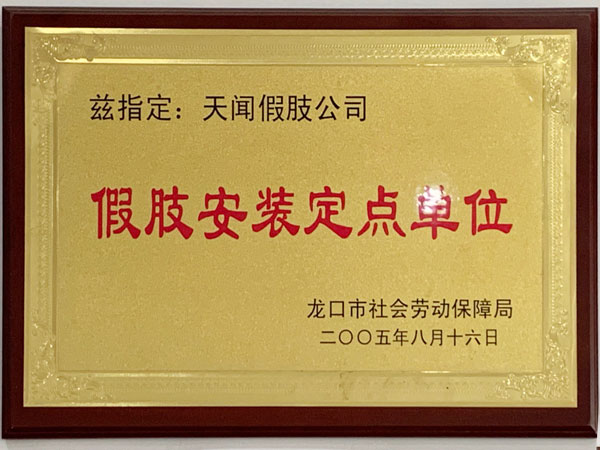 兹指定：天闻假肢公司
假肢安装定点单位
龙口市社会劳动保障局
二〇〇五年八月十六日